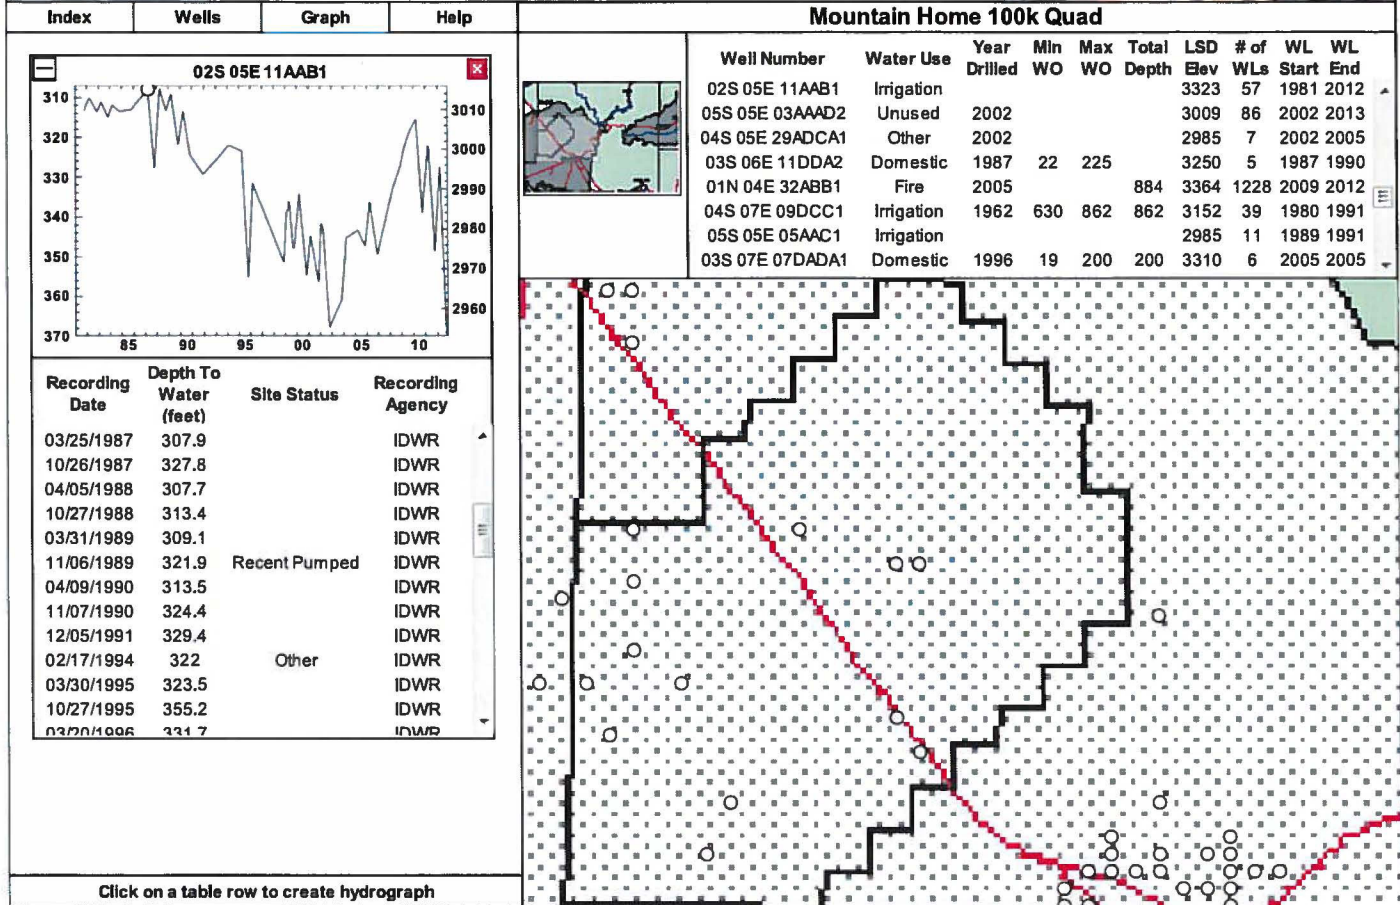 Index Wells Graph Help
Mountain Home 100k Quad
02S 05E 11AAB1
310 3010
320 3000
330 2990
340 2980
350 2970
360 2960
370
85 90 95 00 05 10
Recording Date Depth To Water (feet) Site Status Recording Agency
03/25/1987 307.9 IDWR
10/26/1987 327.8 IDWR
04/05/1988 307.7 IDWR
10/27/1988 313.4 IDWR
03/31/1989 309.1 IDWR
11/06/1989 321.9 Recent Pumped IDWR
04/09/1990 313.5 IDWR
11/07/1990 324.4 IDWR
12/05/1991 329.4 IDWR
02/17/1994 322 Other IDWR
03/30/1995 323.5 IDWR
10/27/1995 355.2 IDWR
03/20/1996 331.7 IDWR
Click on a table row to create hydrograph
Well Number Water Use Year Drilled Min WO Max WO Total Depth LSD Elev # of WLs WL Start WL End
02S 05E 11AAB1 Irrigation 3323 57 1981 2012
05S 05E 03AAAD2 Unused 2002 3009 86 2002 2013
04S 05E 29ADCA1 Other 2002 2985 7 2002 2005
03S 06E 11DDA2 Domestic 1987 22 225 3250 5 1987 1990
01N 04E 32ABB1 Fire 2005 884 3364 1228 2009 2012
04S 07E 09DCC1 Irrigation 1962 630 862 862 3152 39 1980 1991
05S 05E 05AAC1 Irrigation 2985 11 1989 1991
03S 07E 07DADA1 Domestic 1996 19 200 200 3310 6 2005 2005